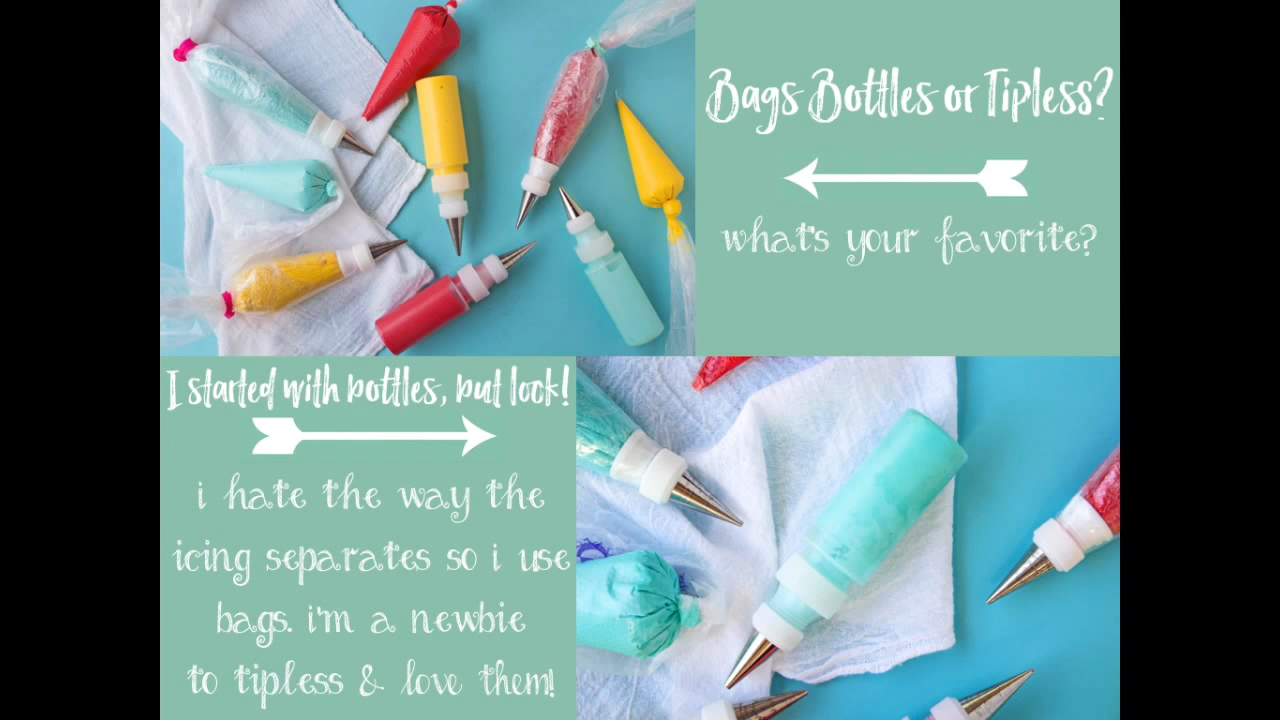 Bags Bottles or Tipless?
what's your favorite?
I started with bottles, but look!
i hate the way the
icing separates so i use
bags. i'm a newbie
to tipless & love them!